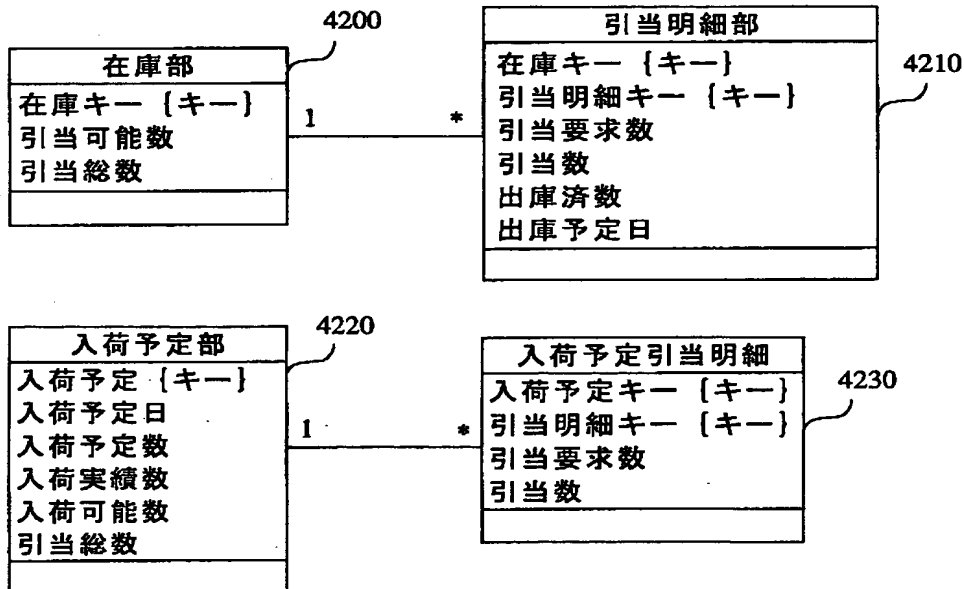 4200
在庫部
在庫キー {キー}
引当可能数
引当総数
1
*
引当明細部
4210
在庫キー {キー}
引当明細キー {キー}
引当要求数
引当数
出庫済数
出庫予定日
4220
入荷予定部
入荷予定 {キー}
入荷予定日
入荷予定数
入荷実績数
入荷可能数
引当総数
1
*
入荷予定引当明細
4230
入荷予定キー {キー}
引当明細キー {キー}
引当要求数
引当数